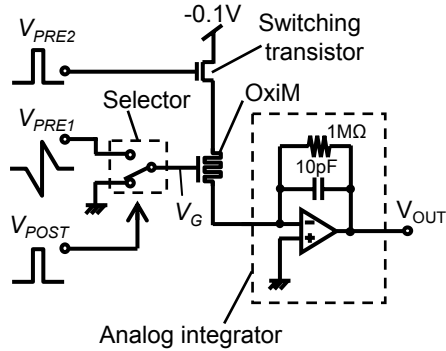 -0.1V
V_PRE2
Switching
transistor
Selector
OxiM
V_PRE1
1MΩ
10pF
V_G
V_OUT
-
+
V_POST
Analog integrator